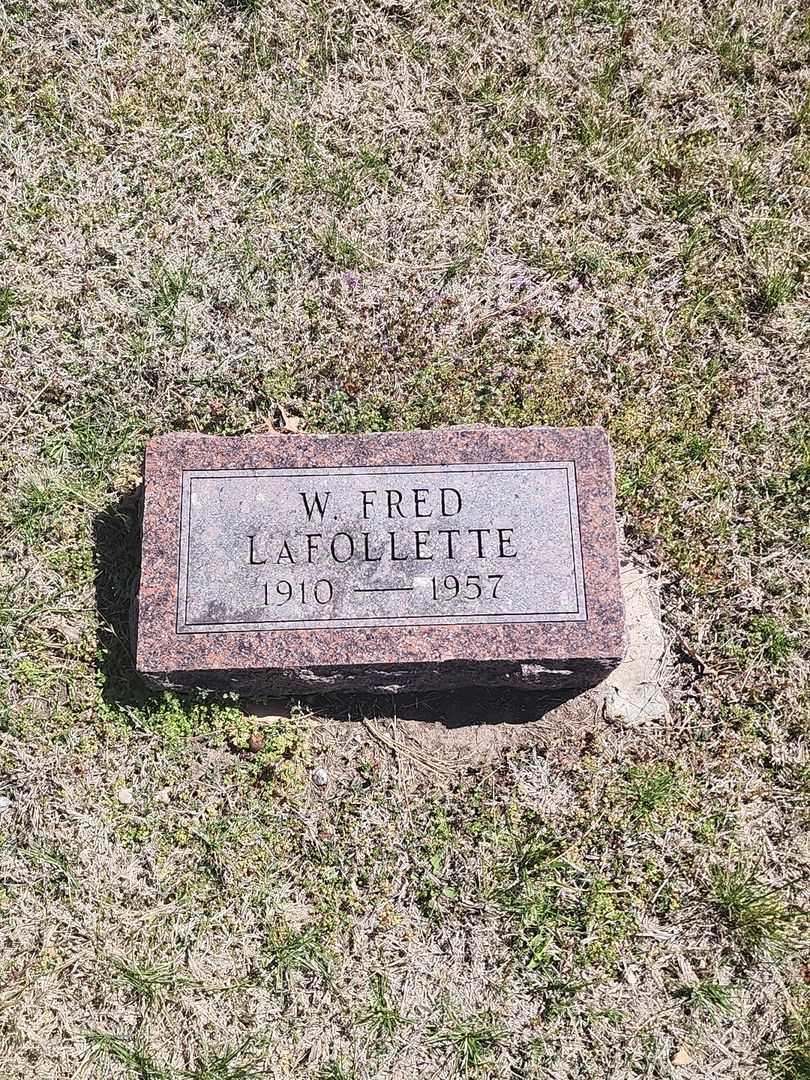 W. FRED
LAFOLLETTE
1910 — 1957